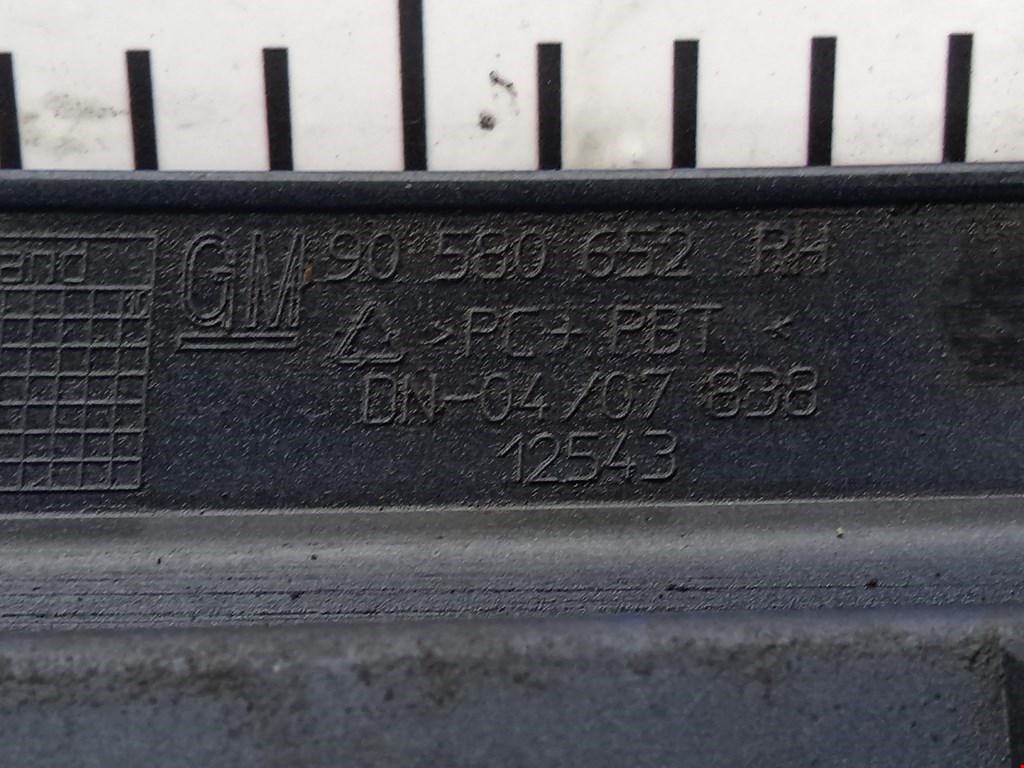 GM 90 580 652 RH
>PC+PBT<
DN-04/07 838
12543